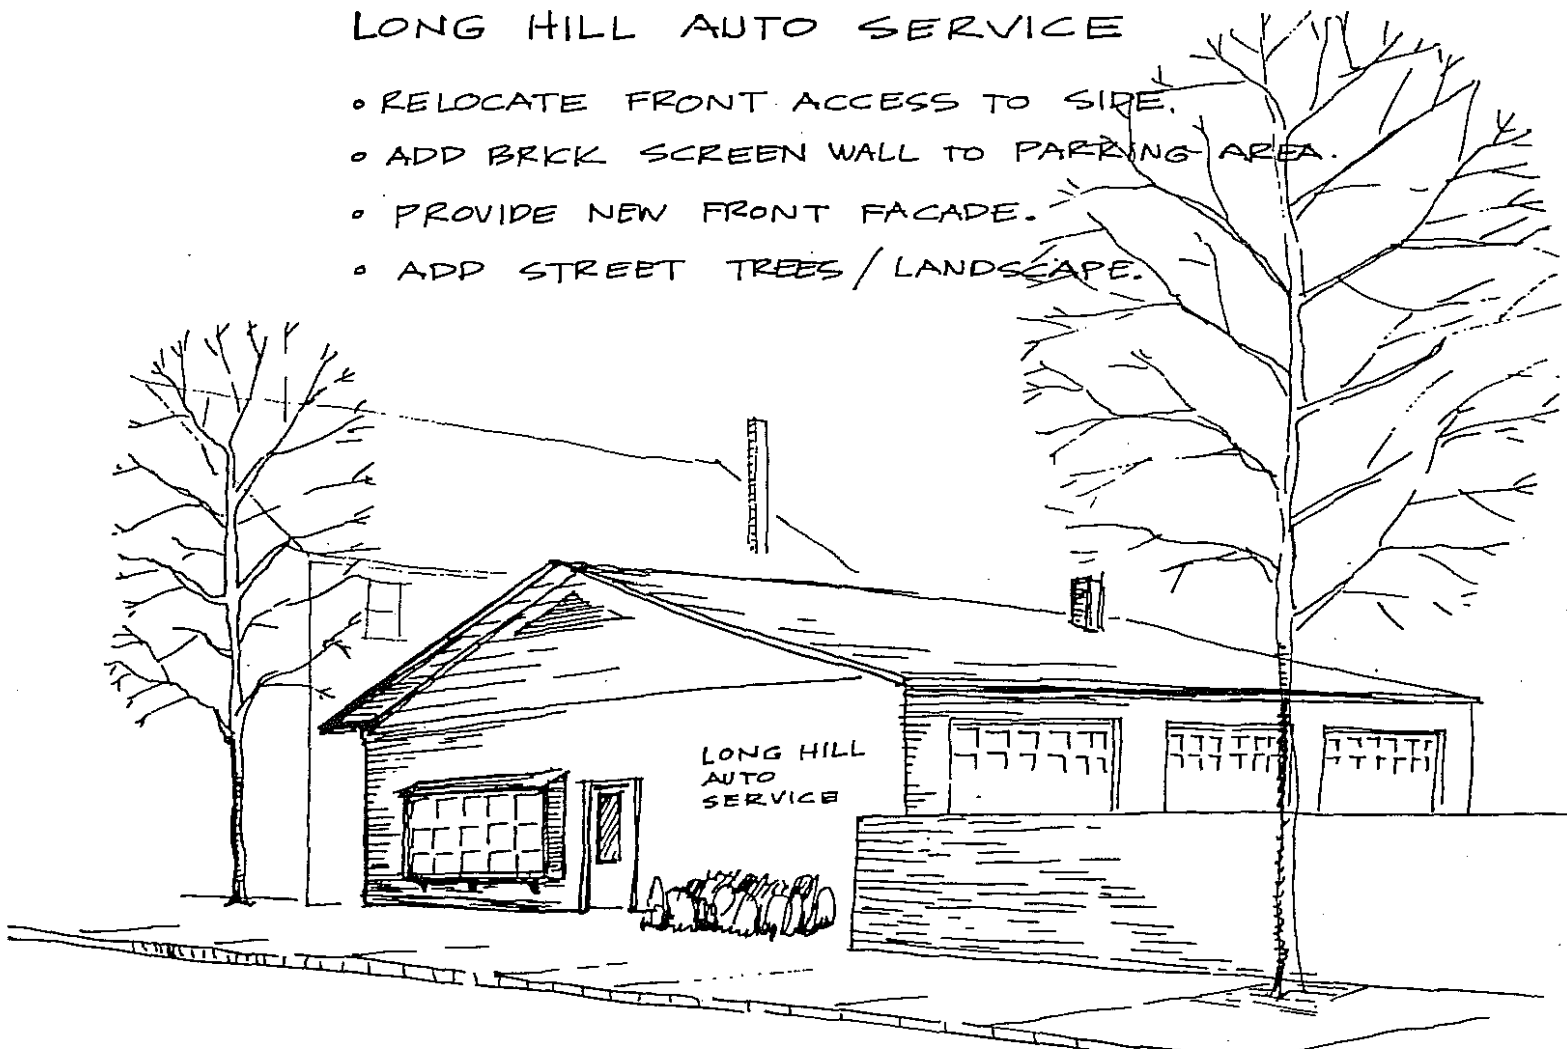 LONG HILL AUTO SERVICE
• RELOCATE FRONT ACCESS TO SIDE.
• ADD BRICK SCREEN WALL TO PARKING AREA.
• PROVIDE NEW FRONT FACADE.
• ADD STREET TREES / LANDSCAPE.
LONG HILL
AUTO
SERVICE